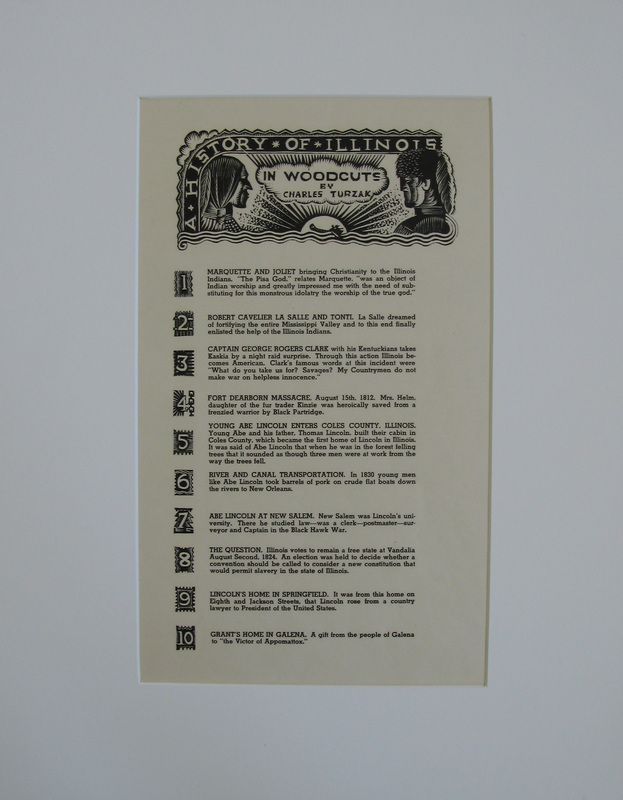 A • HISTORY * OF * ILLINOIS
IN WOODCUTS
BY
CHARLES TURZAK
1
MARQUETTE AND JOLIET bringing Christianity to the Illinois
Indians. "The Pisa God," relates Marquette, "was an object of
Indian worship and greatly impressed me with the need of sub-
stituting for this monstrous idolatry the worship of the true god."
2
ROBERT CAVELIER LA SALLE AND TONTI. La Salle dreamed
of fortifying the entire Mississippi Valley and to this end finally
enlisted the help of the Illinois Indians.
3
CAPTAIN GEORGE ROGERS CLARK with his Kentuckians takes
Kaskia by a night raid surprise. Through this action Illinois be-
comes American. Clark's famous words at this incident were
"What do you take us for? Savages? My Countrymen do not
make war on helpless innocence."
4
FORT DEARBORN MASSACRE. August 15th, 1812. Mrs. Helm,
daughter of the fur trader Kinzie was heroically saved from a
frenzied warrior by Black Partridge.
5
YOUNG ABE LINCOLN ENTERS COLES COUNTY, ILLINOIS.
Young Abe and his father, Thomas Lincoln, built their cabin in
Coles County, which became the first home of Lincoln in Illinois.
It was said of Abe Lincoln that when he was in the forest felling
trees that it sounded as though three men were at work from the
way the trees fell.
6
RIVER AND CANAL TRANSPORTATION. In 1830 young men
like Abe Lincoln took barrels of pork on crude flat boats down
the rivers to New Orleans.
7
ABE LINCOLN AT NEW SALEM. New Salem was Lincoln's uni-
versity. There he studied law—was a clerk—postmaster—sur-
veyor and Captain in the Black Hawk War.
8
THE QUESTION. Illinois votes to remain a free state at Vandalia
August Second, 1824. An election was held to decide whether a
convention should be called to consider a new constitution that
would permit slavery in the state of Illinois.
9
LINCOLN'S HOME IN SPRINGFIELD. It was from this home on
Eighth and Jackson Streets, that Lincoln rose from a country
lawyer to President of the United States.
10
GRANT'S HOME IN GALENA. A gift from the people of Galena
to "the Victor of Appomattox."